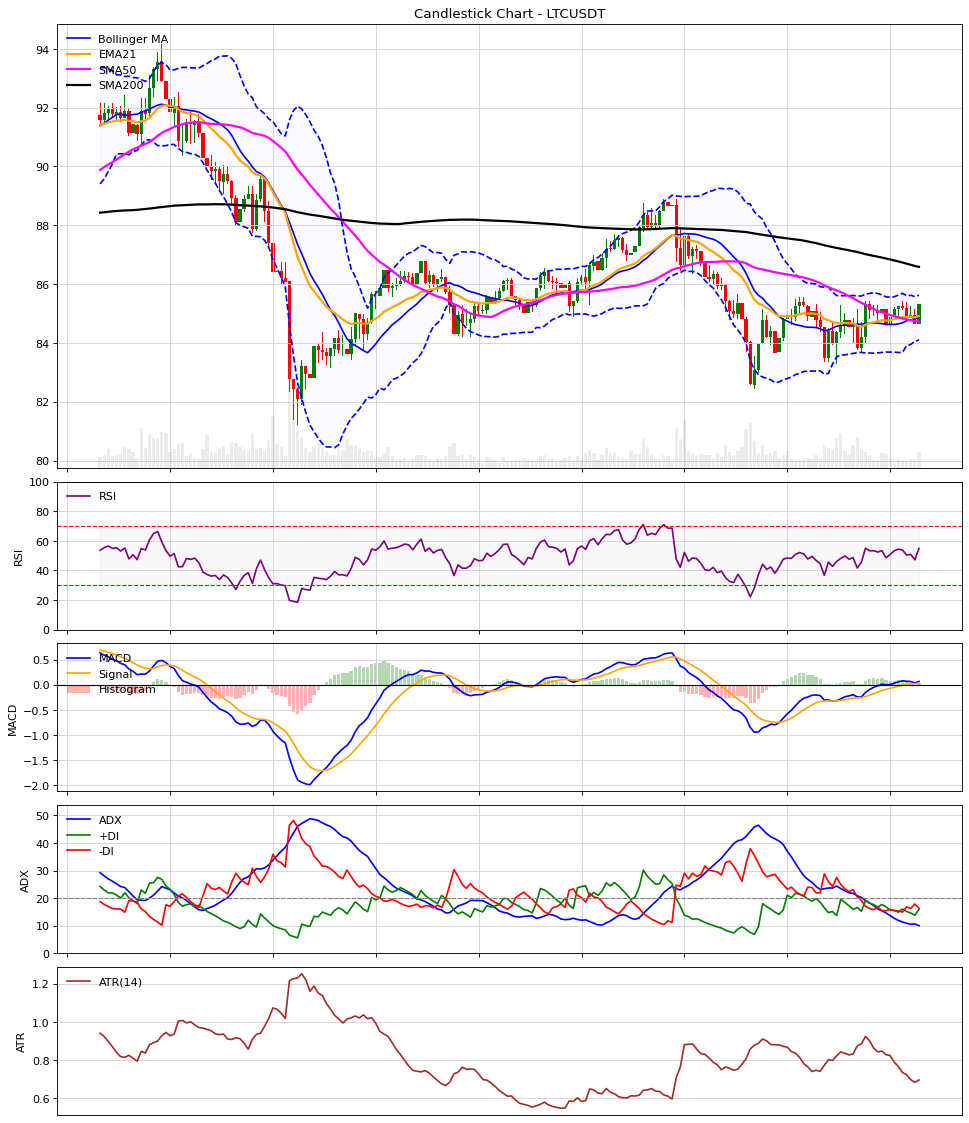 Candlestick Chart - LTCUSDT
Bollinger MA
EMA21
SMA50
SMA200
94
92
90
88
86
84
82
80
RSI
RSI
100
80
60
40
20
0
MACD
Signal
Histogram
MACD
0.5
0.0
−0.5
−1.0
−1.5
−2.0
ADX
+DI
-DI
ADX
50
40
30
20
10
0
ATR(14)
ATR
1.2
1.0
0.8
0.6